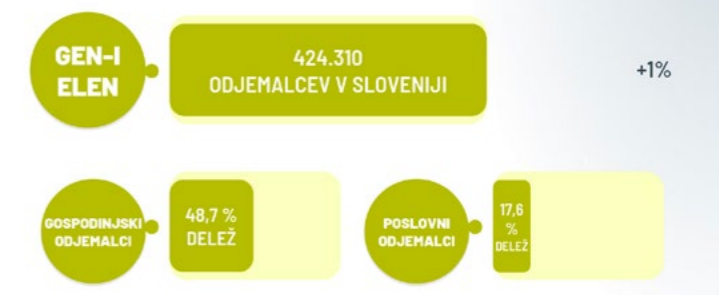 GEN-I
ELEN
424.310
ODJEMALCEV V SLOVENIJI
+1%
GOSPODINJSKI
ODJEMALCI
48,7 %
DELEŽ
POSLOVNI
ODJEMALCI
17,6
%
DELEŽ